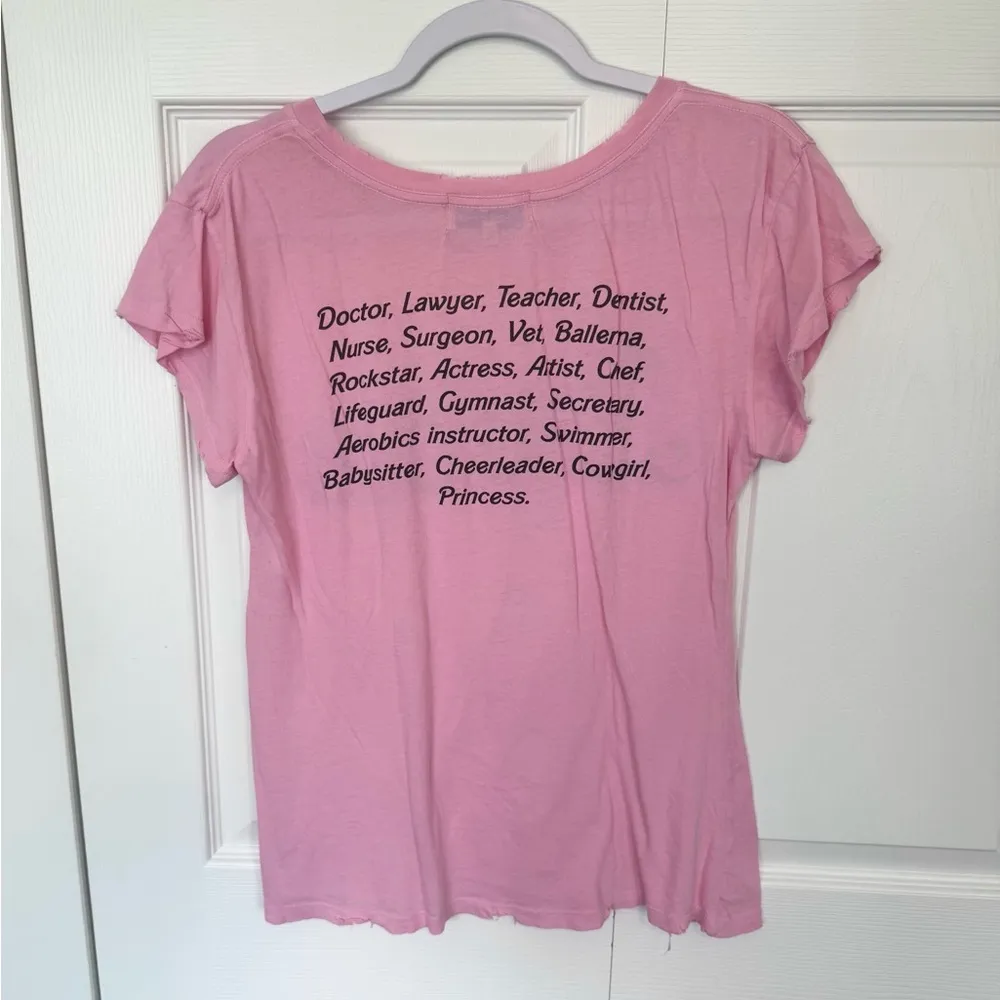 Doctor, Lawyer, Teacher, Dentist,
Nurse, Surgeon, Vet, Ballerina,
Rockstar, Actress, Artist, Chef,
Lifeguard, Gymnast, Secretary,
Aerobics instructor, Swimmer,
Babysitter, Cheerleader, Cowgirl,
Princess.